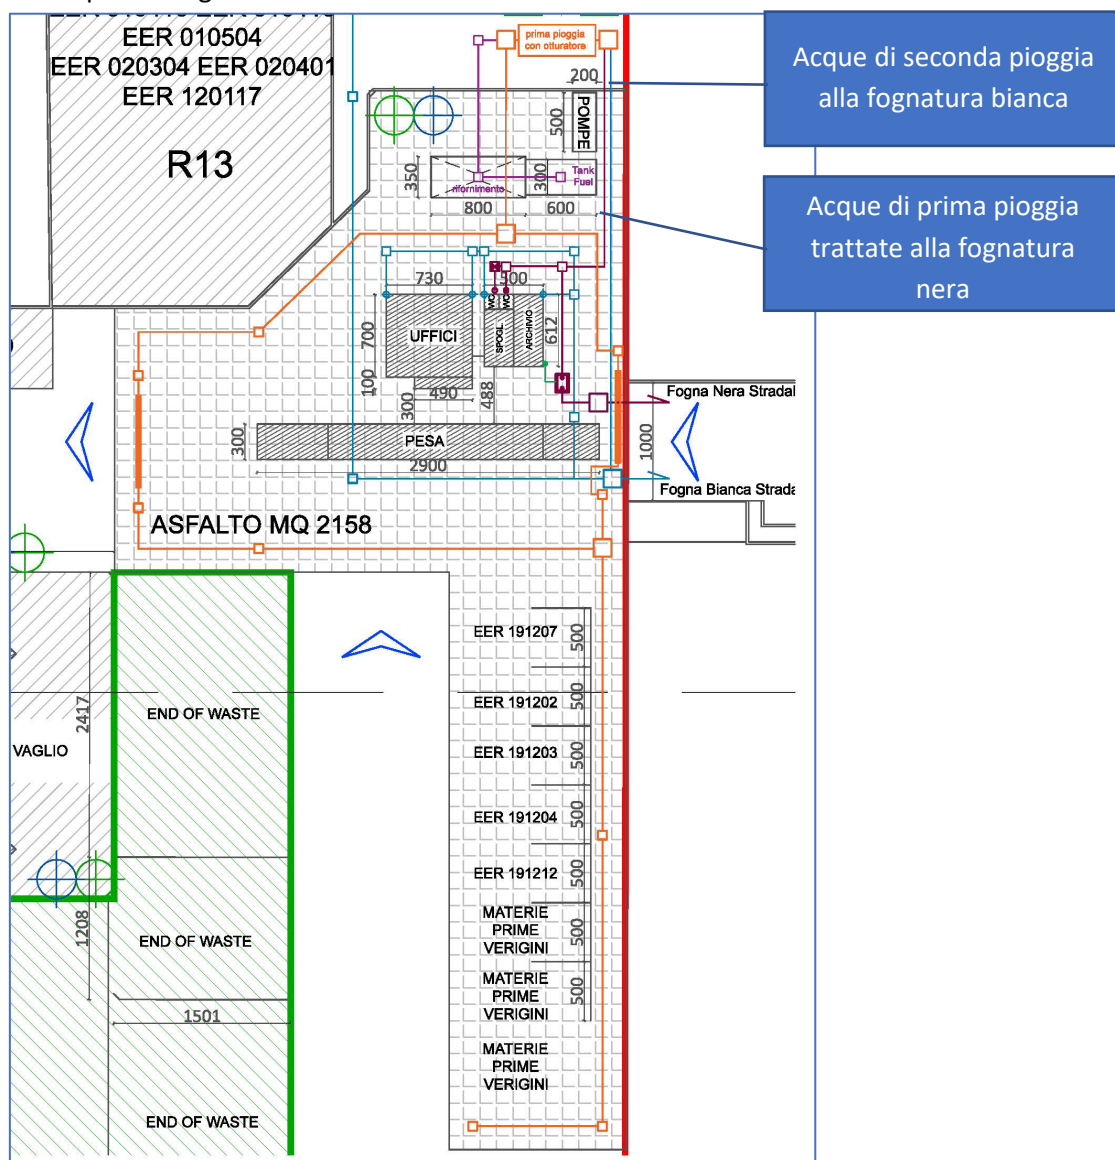 EER 010504
EER 020304 EER 020401
EER 120117
R13
prima pioggia
con otturatore
Acque di seconda pioggia
alla fognatura bianca
200
500
POMPE
350
rifornimento
300
Tank
Fuel
800
600
Acque di prima pioggia
trattate alla fognatura
nera
730
500
WC
WC
700
UFFICI
SPOGL.
ARCHIVIO
612
100
490
488
300
Fogna Nera Stradal
300
PESA
1000
2900
Fogna Bianca Strada
ASFALTO MQ 2158
EER 191207
500
2417
END OF WASTE
EER 191202
500
VAGLIO
EER 191203
500
EER 191204
500
EER 191212
500
1208
END OF WASTE
MATERIE
PRIME
VERIGINI
500
MATERIE
PRIME
VERIGINI
500
1501
MATERIE
PRIME
VERIGINI
END OF WASTE